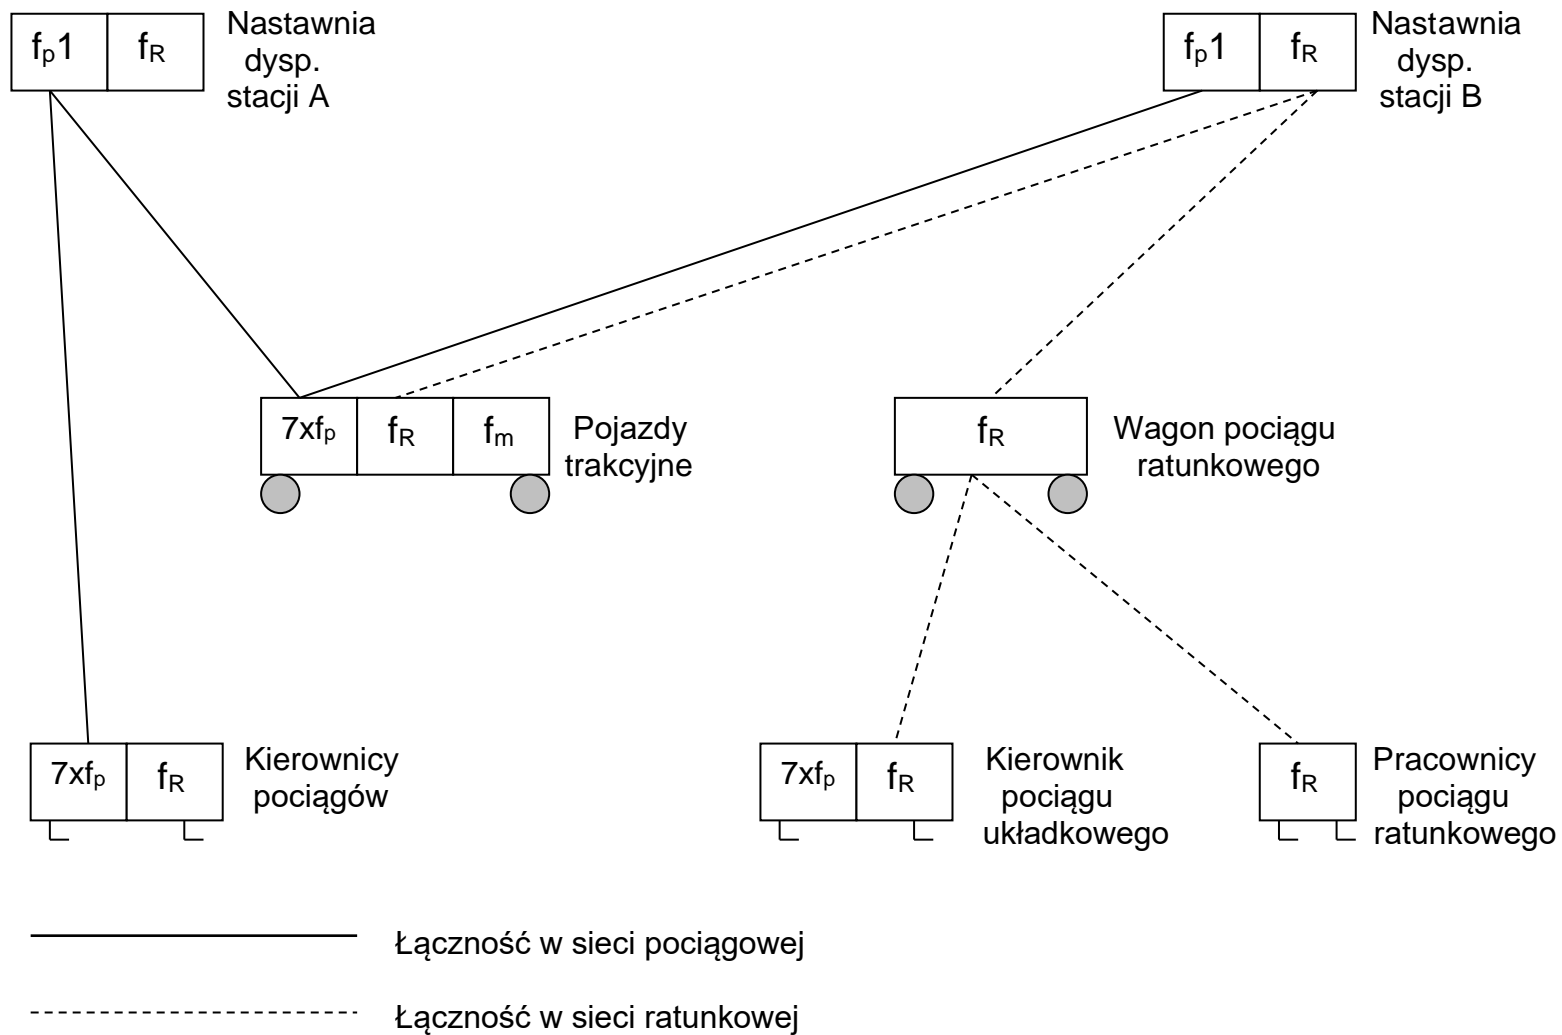 fp1 fR
Nastawnia
dysp.
stacji A
fp1 fR
Nastawnia
dysp.
stacji B
7xfp fR fm
Pojazdy
trakcyjne
fR
Wagon pociągu
ratunkowego
7xfp fR
Kierownicy
pociągów
7xfp fR
Kierownik
pociągu
układkowego
fR
Pracownicy
pociągu
ratunkowego
Łączność w sieci pociągowej
Łączność w sieci ratunkowej